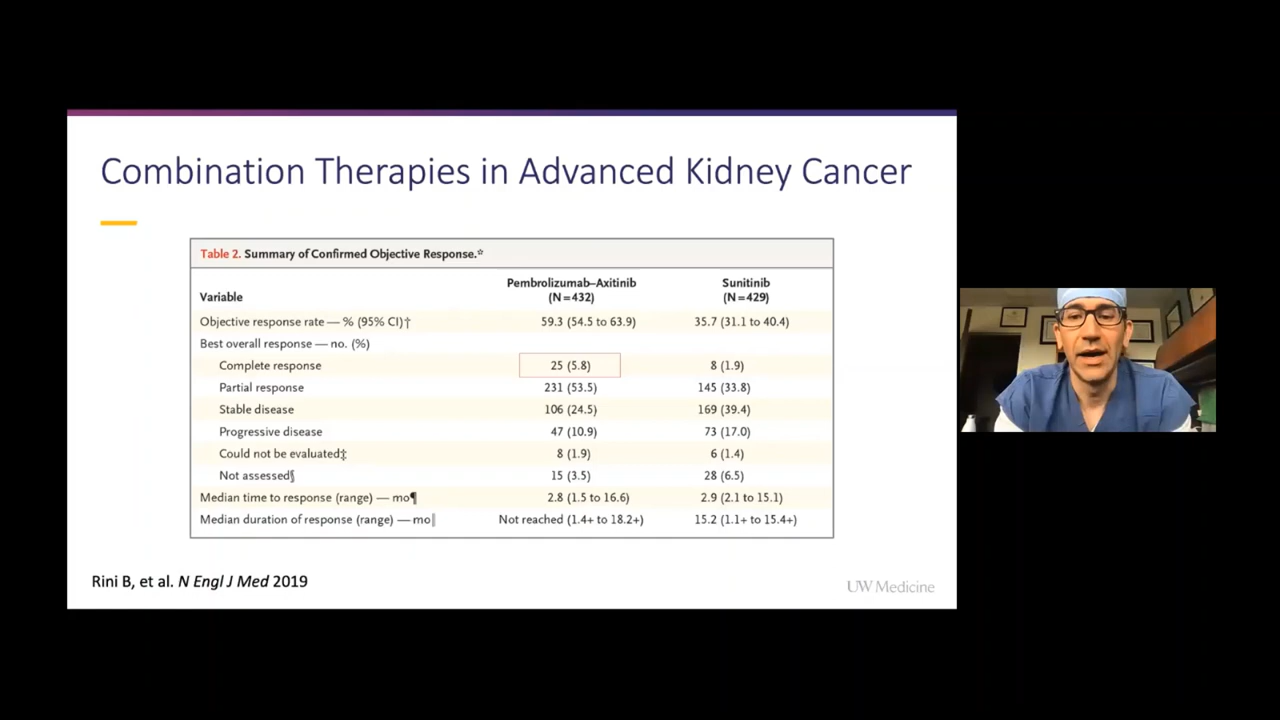 Combination Therapies in Advanced Kidney Cancer
Table 2. Summary of Confirmed Objective Response.*
Variable Pembrolizumab–Axitinib (N=432) Sunitinib (N=429)
Objective response rate — % (95% CI)† 59.3 (54.5 to 63.9) 35.7 (31.1 to 40.4)
Best overall response — no. (%)
Complete response 25 (5.8) 8 (1.9)
Partial response 231 (53.5) 145 (33.8)
Stable disease 106 (24.5) 169 (39.4)
Progressive disease 47 (10.9) 73 (17.0)
Could not be evaluated‡ 8 (1.9) 6 (1.4)
Not assessed§ 15 (3.5) 28 (6.5)
Median time to response (range) — mo¶ 2.8 (1.5 to 16.6) 2.9 (2.1 to 15.1)
Median duration of response (range) — mo‖ Not reached (1.4+ to 18.2+) 15.2 (1.1+ to 15.4+)
Rini B, et al. N Engl J Med 2019
UW Medicine